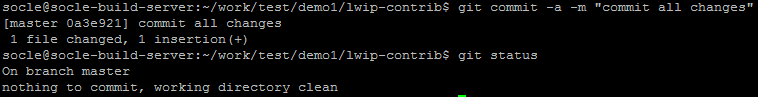 socle@socle-build-server:~/work/test/demo1/lwip-contrib$ git commit -a -m "commit all changes"
[master 0a3e921] commit all changes
 1 file changed, 1 insertion(+)
socle@socle-build-server:~/work/test/demo1/lwip-contrib$ git status
On branch master
nothing to commit, working directory clean